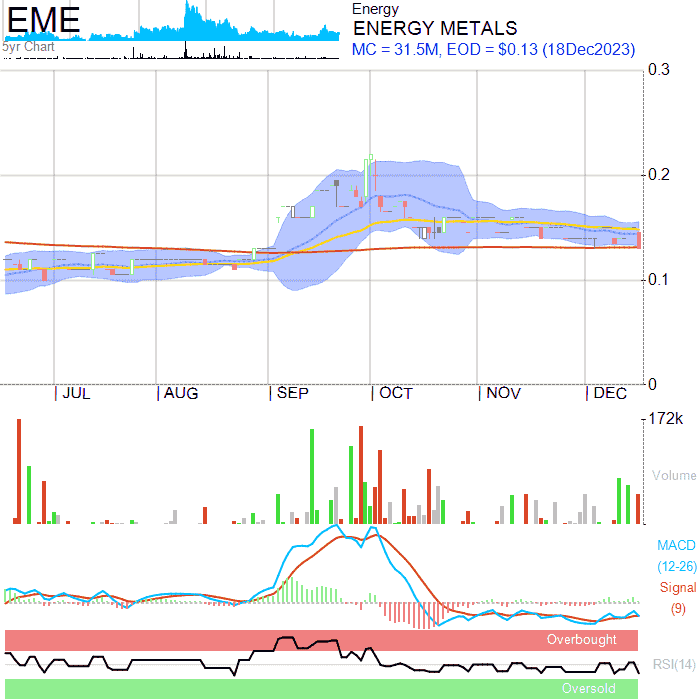 EME
5yr Chart
Energy
ENERGY METALS
MC = 31.5M, EOD = $0.13 (18Dec2023)
0.3
0.2
0.1
0
JUL AUG SEP OCT NOV DEC
172k
Volume
MACD
(12-26)
Signal
(9)
Overbought
RSI(14)
Oversold